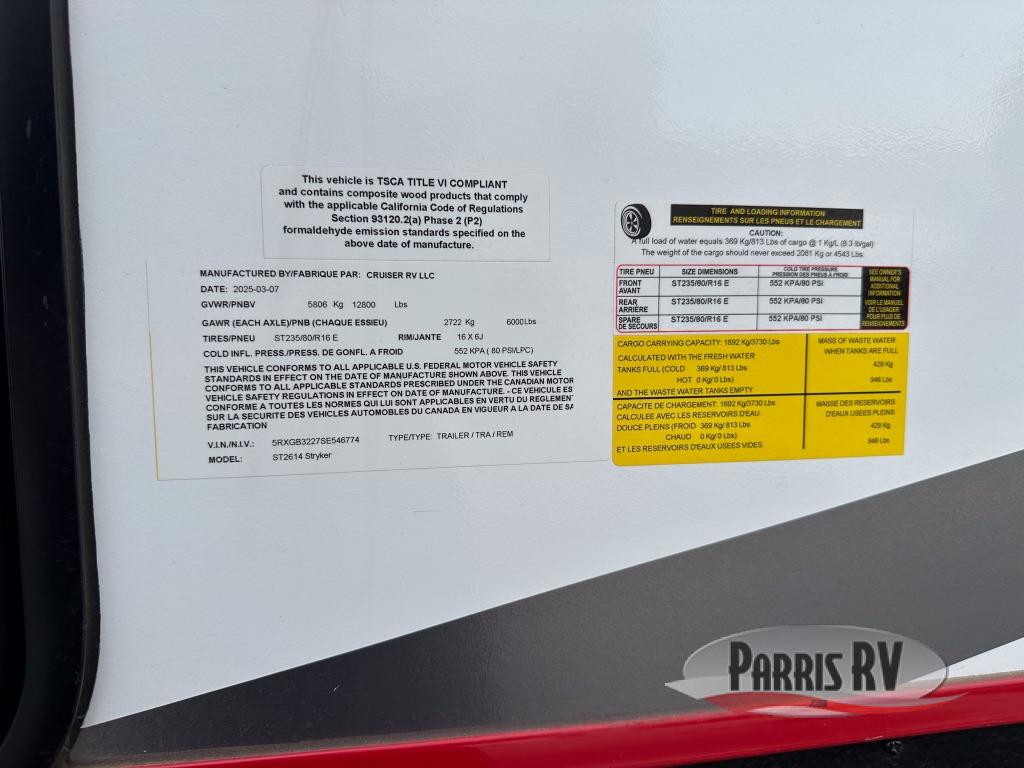 This vehicle is TSCA TITLE VI COMPLIANT
and contains composite wood products that comply
with the applicable California Code of Regulations
Section 93120.2(a) Phase 2 (P2)
formaldehyde emission standards specified on the
above date of manufacture.
MANUFACTURED BY/FABRIQUE PAR: CRUISER RV LLC
DATE: 2025-03-07
GVWR/PNBV 5806 Kg 12800 Lbs
GAWR (EACH AXLE)/PNB (CHAQUE ESSIEU) 2722 Kg 6000Lbs
TIRES/PNEU ST235/80/R16 E RIM/JANTE 16 X 6J
COLD INFL. PRESS./PRESS. DE GONFL. A FROID 552 KPA ( 80 PSI/LPC)
THIS VEHICLE CONFORMS TO ALL APPLICABLE U.S. FEDERAL MOTOR VEHICLE SAFETY
STANDARDS IN EFFECT ON THE DATE OF MANUFACTURE SHOWN ABOVE. THIS VEHICLE
CONFORMS TO ALL APPLICABLE STANDARDS PRESCRIBED UNDER THE CANADIAN MOTOR
VEHICLE SAFETY REGULATIONS IN EFFECT ON DATE OF MANUFACTURE. - CE VEHICULE ES
CONFORME A TOUTES LES NORMES QUI LUI SONT APPLICABLES EN VERTU DU REGLEMENT
SUR LA SECURITE DES VEHICLES AUTOMOBILES DU CANADA EN VIGUEUR A LA DATE DE SA
FABRICATION
V.I.N./N.I.V.: 5RXGB3227SE546774 TYPE/TYPE: TRAILER / TRA / REM
MODEL: ST2614 Stryker
TIRE AND LOADING INFORMATION
RENSEIGNEMENTS SUR LES PNEUS ET LE CHARGEMENT
CAUTION:
A full load of water equals 369 Kg/813 Lbs of cargo @ 1 Kg/L (8.3 lb/gal)
The weight of the cargo should never exceed 2061 Kg or 4543 Lbs.
TIRE PNEU SIZE DIMENSIONS COLD TIRE PRESSURE
PRESSION DES PNEUS À FROID
FRONT
AVANT ST235/80/R16 E 552 KPA/80 PSI
REAR
ARRIÈRE ST235/80/R16 E 552 KPA/80 PSI
SPARE
DE SECOURS ST235/80/R16 E 552 KPA/80 PSI
SEE OWNER'S
MANUAL FOR
ADDITIONAL
INFORMATION
VOIR LE MANUEL
DE L'USAGER
POUR PLUS DE
RENSEIGNEMENTS
CARGO CARRYING CAPACITY: 1692 Kg/3730 Lbs
CALCULATED WITH THE FRESH WATER
TANKS FULL (COLD 369 Kg/ 813 Lbs
HOT 0 Kg/ 0 Lbs)
AND THE WASTE WATER TANKS EMPTY
MASS OF WASTE WATER
WHEN TANKS ARE FULL
429 Kg
946 Lbs
CAPACITE DE CHARGEMENT: 1692 Kg/3730 Lbs
CALCULEE AVEC LES RESERVOIRS D'EAU
DOUCE PLEINS (FROID 369 Kg/ 813 Lbs
CHAUD 0 Kg/ 0 Lbs)
ET LES RESERVOIRS D'EAUX USEES VIDES.
MASSE DES RESERVOIRS
D'EAUX USEES PLEINS
429 Kg.
946 Lbs
PARRIS RV